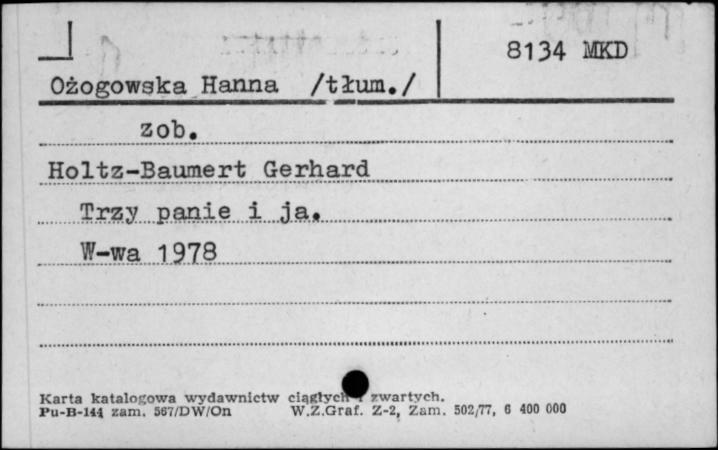 8134 MKD
Ożogowska Hanna /tłum./
zob.
Holtz-Baumert Gerhard
Trzy panie i ja.
W-wa 1978
Karta katalogowa wydawnictw ciągłych i zwartych.
Pu-B-144 zam. 567/DW/On W.Z.Graf. Z-2, Zam. 502/77, 6 400 000